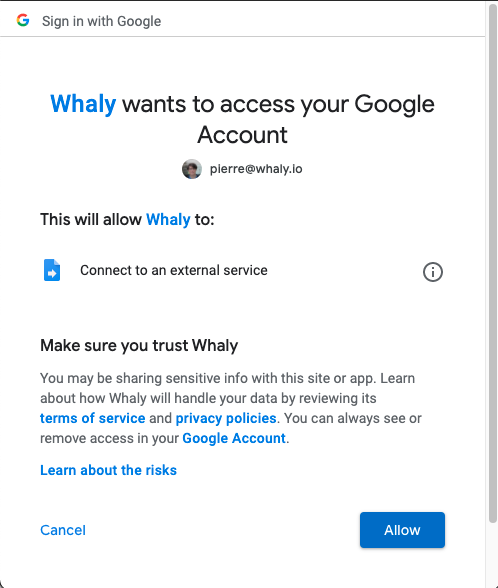 Sign in with Google
Whaly wants to access your Google
Account
pierre@whaly.io
This will allow Whaly to:
Connect to an external service
Make sure you trust Whaly
You may be sharing sensitive info with this site or app. Learn
about how Whaly will handle your data by reviewing its
terms of service and privacy policies. You can always see or
remove access in your Google Account.
Learn about the risks
Cancel
Allow